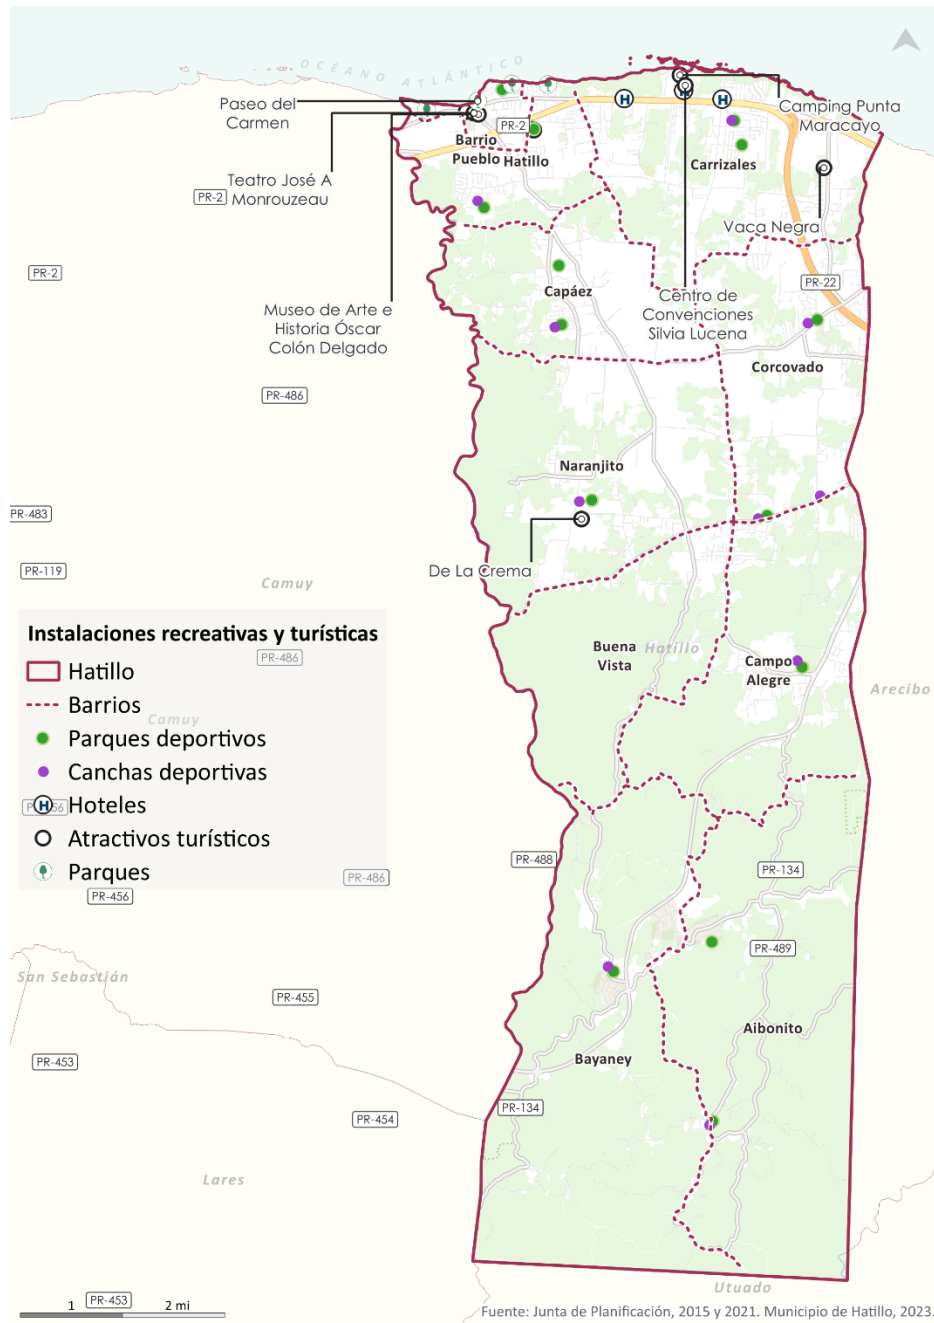 OCÉANO ATLÁNTICO
Paseo del
Carmen
Camping Punta
Maracayo
PR-2
Barrio
Pueblo
Hatillo
Carrizales
Teatro José A
Monrouzeau
PR-2
Vaca Negra
PR-2
PR-22
Capáez
Centro de
Convenciones
Silvia Lucena
Museo de Arte e
Historia Óscar
Colón Delgado
Corcovado
PR-486
Naranjito
PR-483
De La Crema
PR-119
Camuy
Instalaciones recreativas y turísticas
PR-486
Hatillo
Barrios
Camuy
Parques deportivos
Canchas deportivas
H
Hoteles
Atractivos turísticos
Parques
Buena
Vista
Hatillo
Campo
Alegre
Arecibo
PR-488
PR-134
PR-486
PR-456
PR-489
San Sebastián
PR-455
Aibonito
Bayaney
PR-453
PR-134
PR-454
Lares
Utuado
1
2 mi
PR-453
Fuente: Junta de Planificación, 2015 y 2021. Municipio de Hatillo, 2023.
H
H